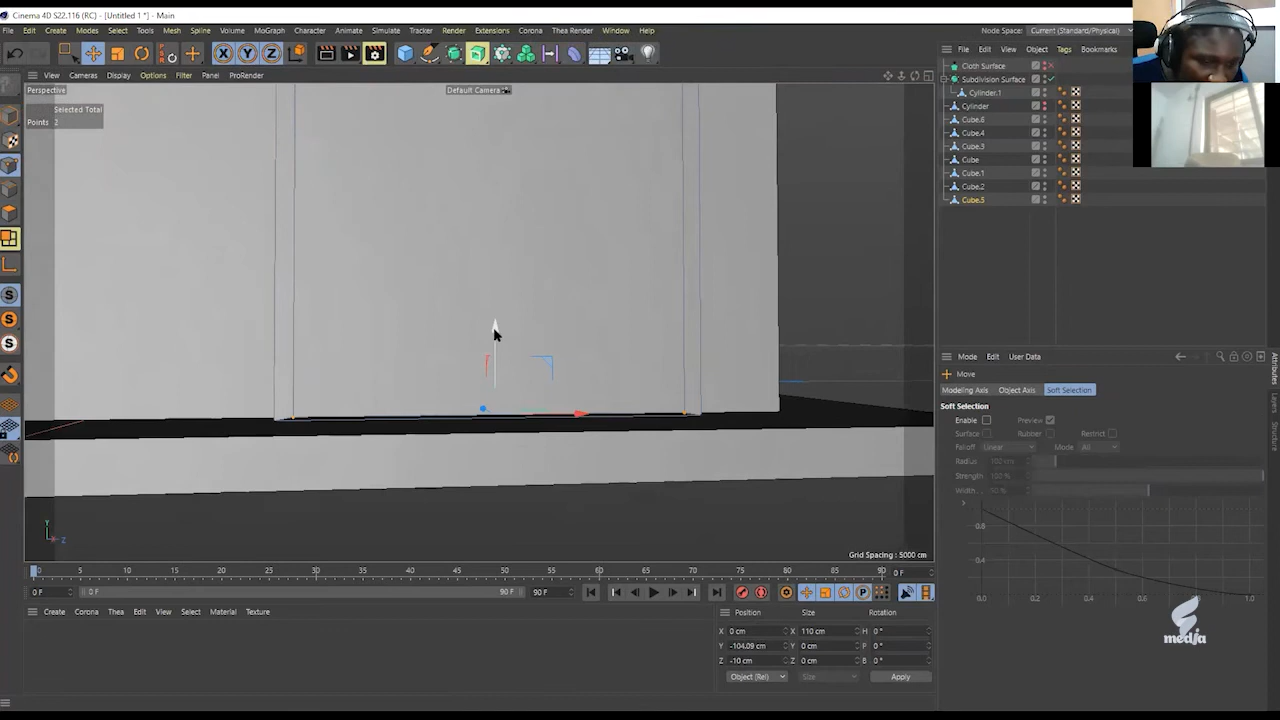 Cinema 4D S22.116 (RC) - [Untitled 1 *] - Main
File Edit Create Modes Select Tools Mesh Spline Volume MoGraph Character Animate Simulate Tracker Render Extensions Corona Thea Render Window Help
Node Space: Current (Standard/Physical)
View Cameras Display Options Filter Panel ProRender
File Edit View Object Tags Bookmarks
Perspective
Default Camera
Selected Total
Points 2
Cloth Surface
Subdivision Surface
Cylinder.1
Cylinder
Cube.6
Cube.4
Cube.3
Cube
Cube.1
Cube.2
Cube.5
Mode Edit User Data
Move
Modeling Axis Object Axis Soft Selection
Soft Selection
Enable Preview
Surface Rubber Restrict
Falloff Linear Mode All
Radius 100 cm
Strength 100 %
Width 50 %
0.8
0.4
0.0 0.2 0.4 0.6 0.8 1.0
Attributes
Layers
Structure
Y
X Z
Grid Spacing : 5000 cm
0 5 10 15 20 25 30 35 40 45 50 55 60 65 70 75 80 85 90 0 F
0 F 0 F 90 F 90 F
Create Corona Thea Edit View Select Material Texture
Position Size Rotation
X 0 cm X 110 cm H 0 °
Y -104.09 cm Y 0 cm P 0 °
Z -10 cm Z 0 cm B 0 °
Object (Rel) Size Apply
media